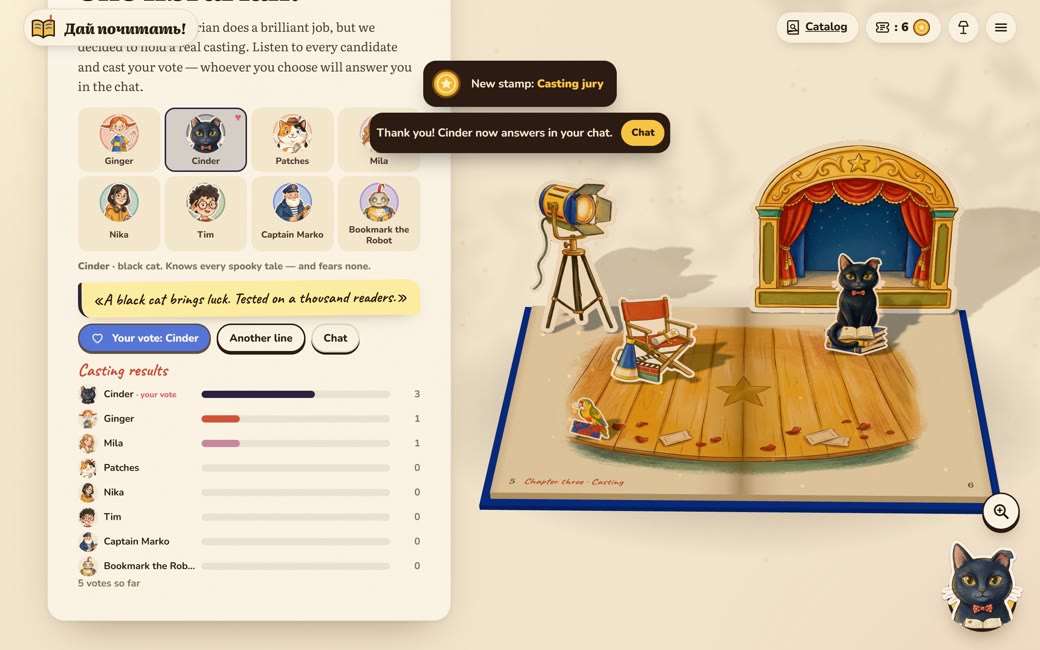 Дай почитать!
Catalog
: 6
rian does a brilliant job, but we
decided to hold a real casting. Listen to every candidate
and cast your vote — whoever you choose will answer you
in the chat.
New stamp: Casting jury
Thank you! Cinder now answers in your chat.
Chat
Ginger
Cinder
Patches
Mila
Nika
Tim
Captain Marko
Bookmark the
Robot
Cinder · black cat. Knows every spooky tale — and fears none.
«A black cat brings luck. Tested on a thousand readers.»
Your vote: Cinder
Another line
Chat
Casting results
Cinder · your vote 3
Ginger 1
Mila 1
Patches 0
Nika 0
Tim 0
Captain Marko 0
Bookmark the Rob... 0
5 votes so far
5 Chapter three · Casting
6